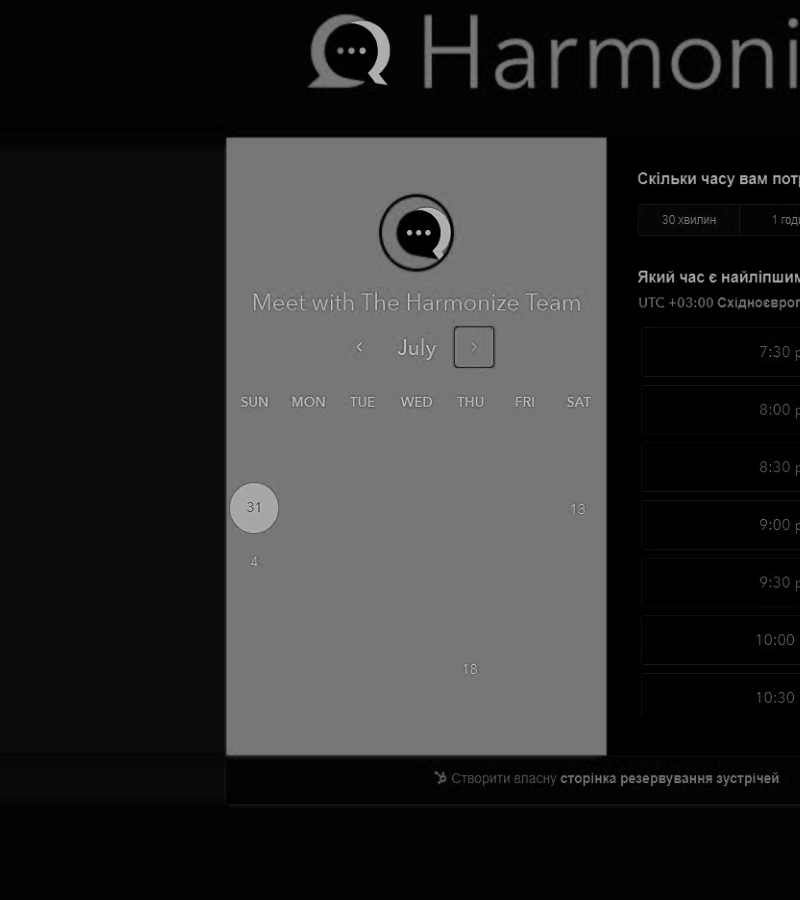 Harmoni
Meet with The Harmonize Team
July
SUN MON TUE WED THU FRI SAT
31 13
4
18
Скільки часу вам потр
30 хвилин 1 годи
Який час є найліпшим
UTC +03:00 Східноєвроп
7:30 р
8:00 р
8:30 р
9:00 р
9:30 р
10:00
10:30
Створити власну сторінка резервування зустрічей